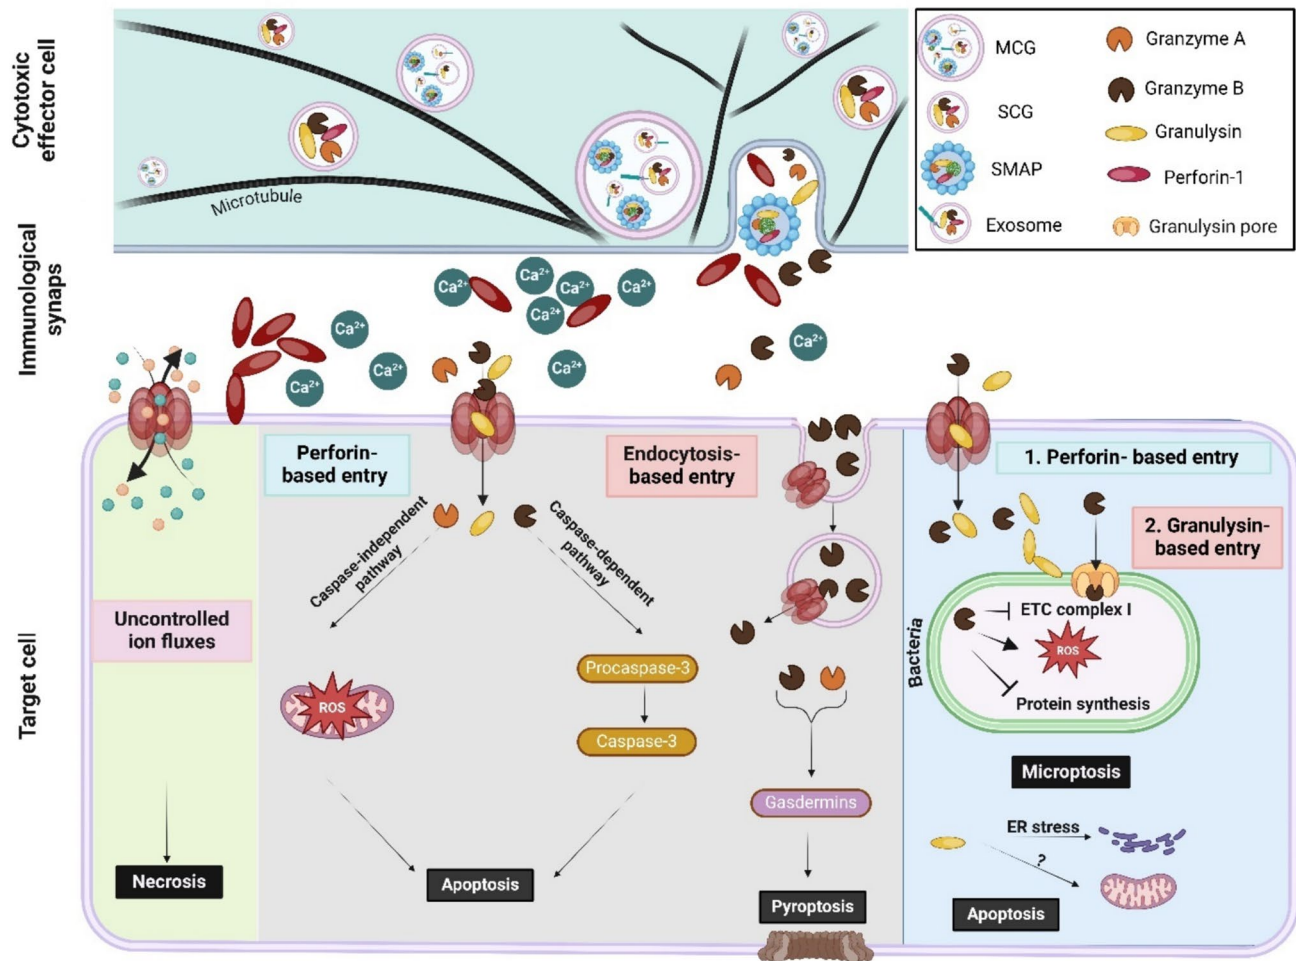 Cytotoxic
effector cell
Microtubule
MCG
SCG
SMAP
Exosome
Granzyme A
Granzyme B
Granulysin
Perforin-1
Granulysin pore
Immunological
synaps
Ca2+
Ca2+
Ca2+
Ca2+
Ca2+
Ca2+
Ca2+
Ca2+
Ca2+
Ca2+
Target cell
Uncontrolled
ion fluxes
Necrosis
Perforin-
based entry
Caspase-independent
pathway
Caspase-dependent
pathway
ROS
Procaspase-3
Caspase-3
Apoptosis
Endocytosis-
based entry
Gasdermins
Pyroptosis
1. Perforin- based entry
2. Granulysin-
based entry
Bacteria
ETC complex I
ROS
Protein synthesis
Microptosis
ER stress
?
Apoptosis